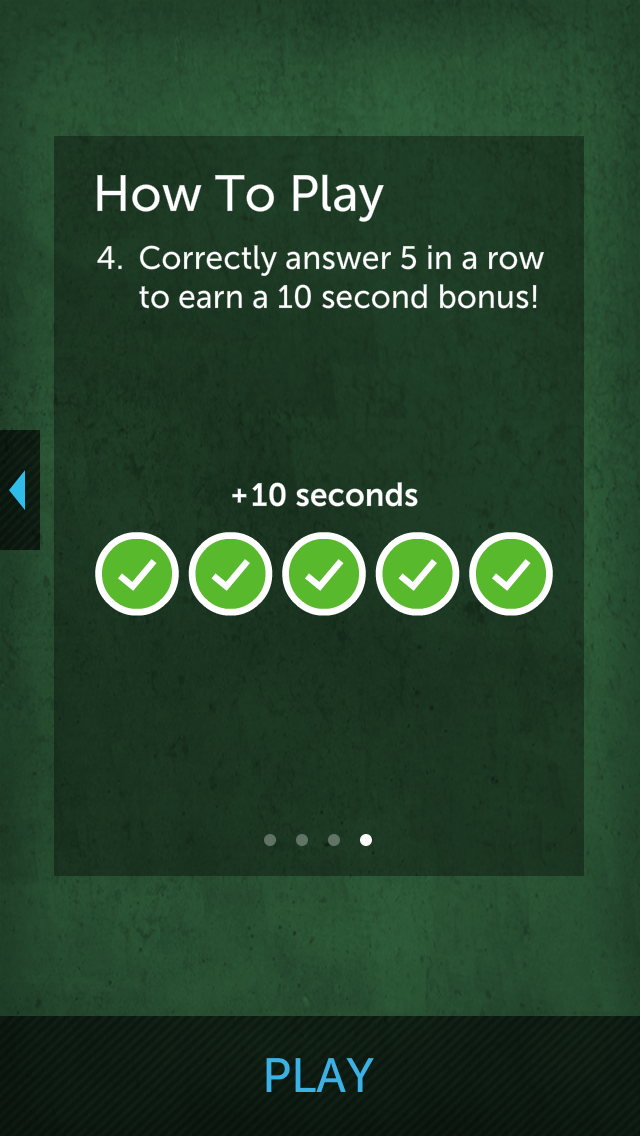 How To Play
4. Correctly answer 5 in a row
to earn a 10 second bonus!
+10 seconds
PLAY